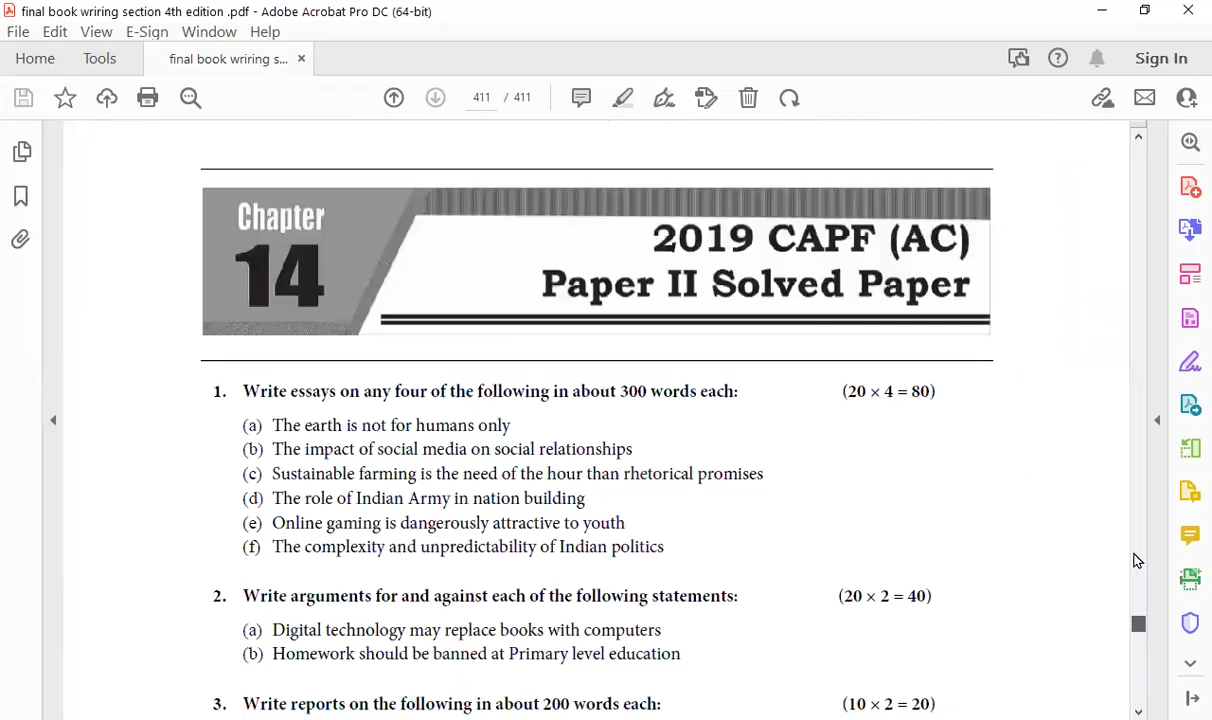 final book wriring section 4th edition .pdf - Adobe Acrobat Pro DC (64-bit)
File Edit View E-Sign Window Help
Home Tools final book wriring s... × Sign In
411 / 411
Chapter
14
2019 CAPF (AC)
Paper II Solved Paper
1. Write essays on any four of the following in about 300 words each: (20 × 4 = 80)
(a) The earth is not for humans only
(b) The impact of social media on social relationships
(c) Sustainable farming is the need of the hour than rhetorical promises
(d) The role of Indian Army in nation building
(e) Online gaming is dangerously attractive to youth
(f) The complexity and unpredictability of Indian politics
2. Write arguments for and against each of the following statements: (20 × 2 = 40)
(a) Digital technology may replace books with computers
(b) Homework should be banned at Primary level education
3. Write reports on the following in about 200 words each: (10 × 2 = 20)